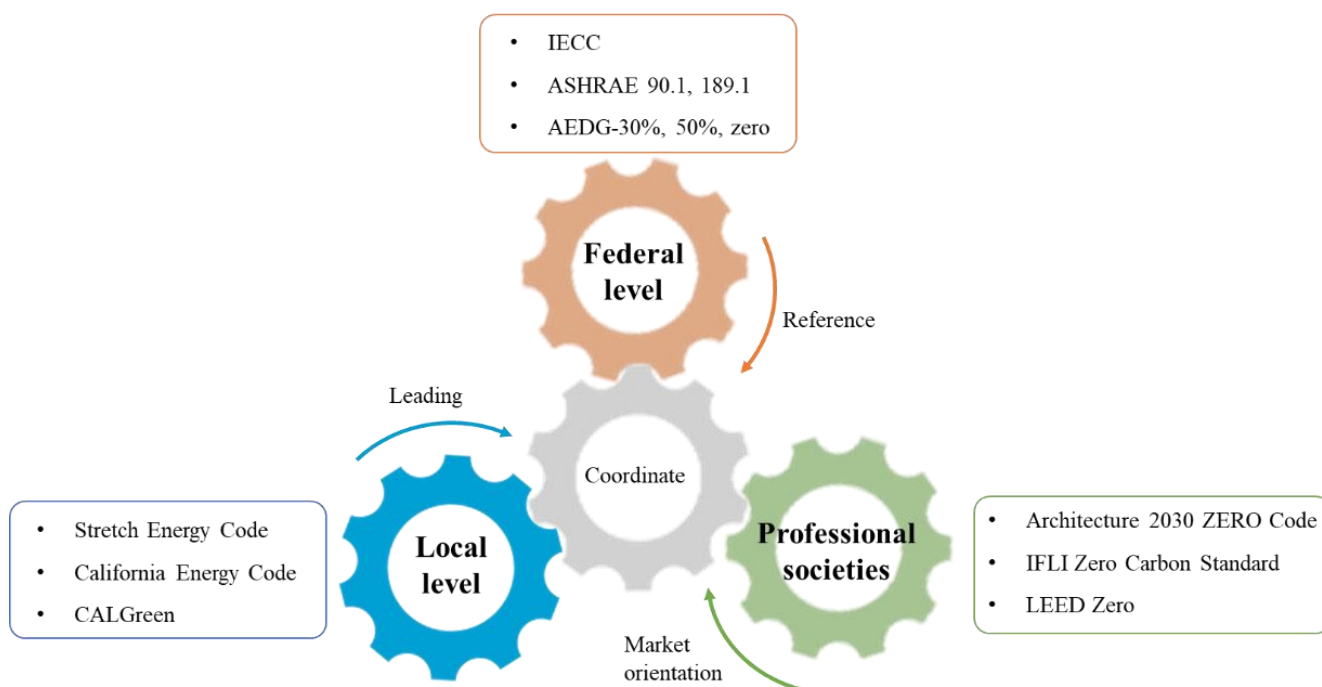 • IECC
• ASHRAE 90.1, 189.1
• AEDG-30%, 50%, zero
Federal
level
Reference
Leading
Coordinate
• Stretch Energy Code
• California Energy Code
• CALGreen
Local
level
Professional
societies
• Architecture 2030 ZERO Code
• IFLI Zero Carbon Standard
• LEED Zero
Market
orientation